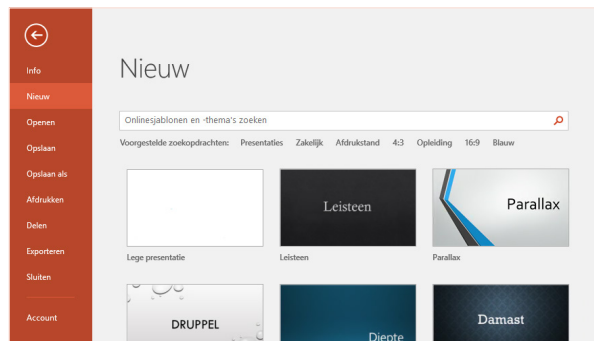 Info
Nieuw
Openen
Opslaan
Opslaan als
Afdrukken
Delen
Exporteren
Sluiten
Account
Nieuw
Onlinesjablonen en -thema's zoeken
Voorgestelde zoekopdrachten: Presentaties Zakelijk Afdrukstand 4:3 Opleiding 16:9 Blauw
Leisteen
Parallax
Lege presentatie
Leisteen
Parallax
DRUPPEL
Diepte
Damast